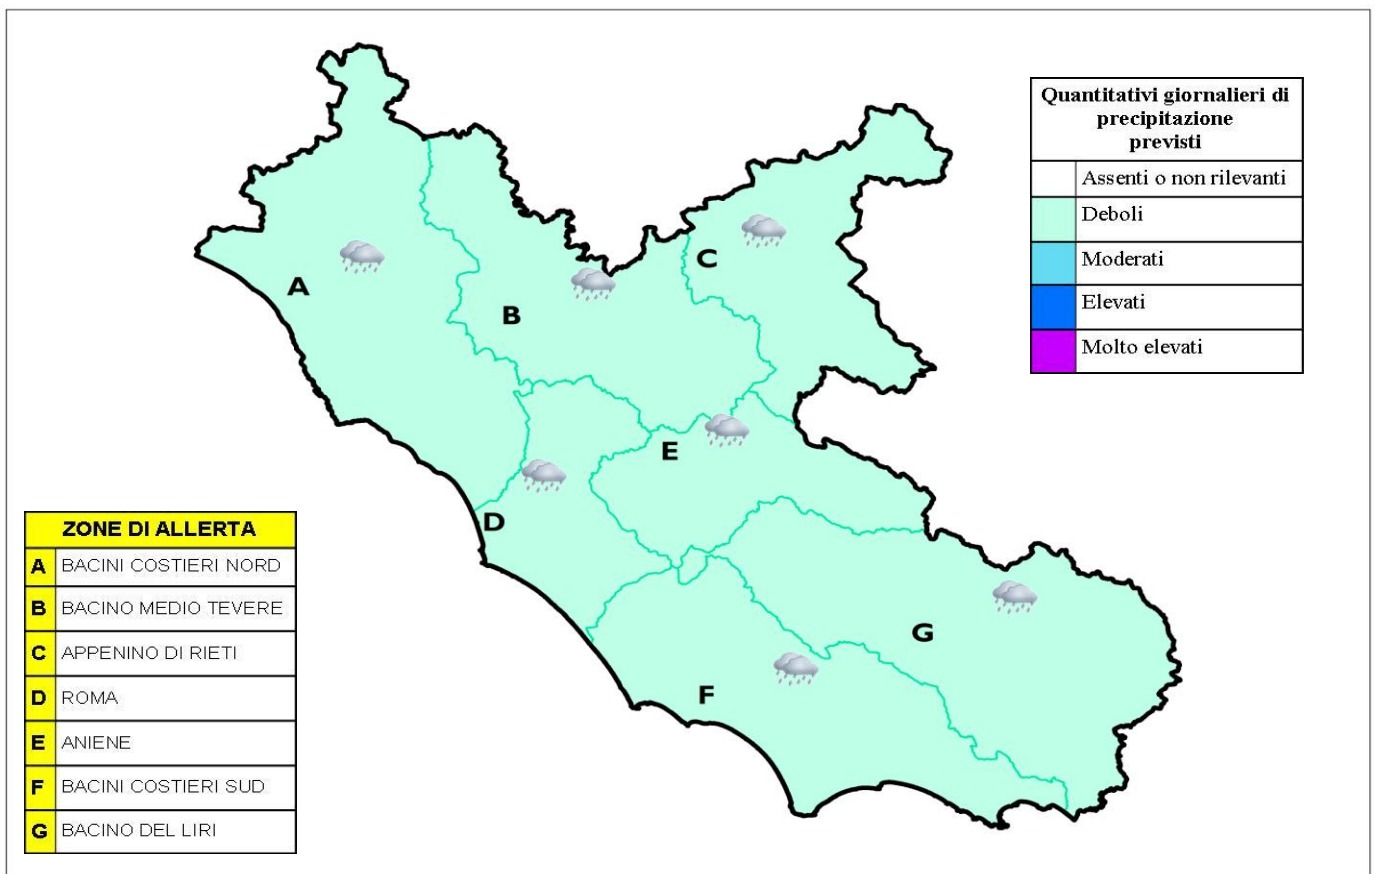 Quantitativi giornalieri di
precipitazione
previsti
Assenti o non rilevanti
Deboli
Moderati
Elevati
Molto elevati
C
A
B
E
D
G
F
ZONE DI ALLERTA
A BACINI COSTIERI NORD
B BACINO MEDIO TEVERE
C APPENINO DI RIETI
D ROMA
E ANIENE
F BACINI COSTIERI SUD
G BACINO DEL LIRI